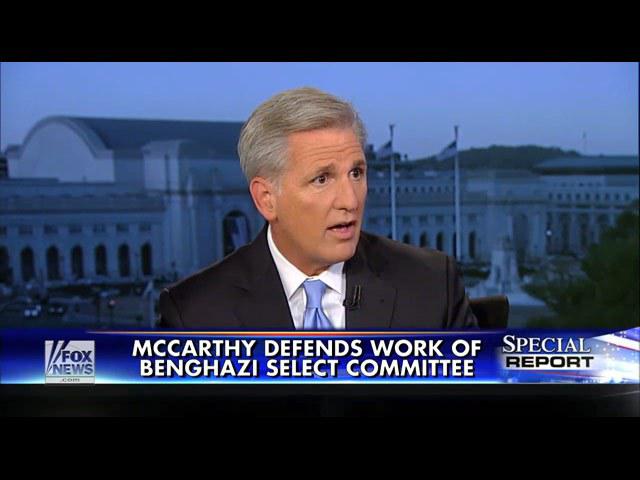 MCCARTHY DEFENDS WORK OF
BENGHAZI SELECT COMMITTEE
FOX
NEWS
.com
SPECIAL
REPORT